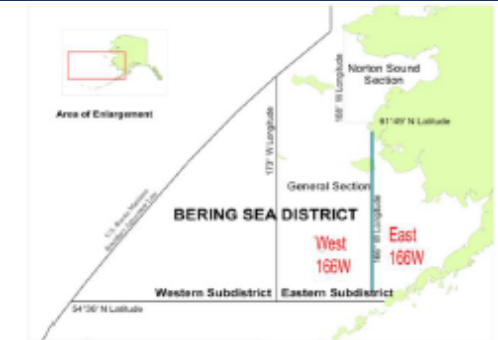 Norton Sound
Section
168° W Longitude
Area of Enlargement
61°49' N Latitude
173° W Longitude
General Section
BERING SEA DISTRICT
West
166W
East
166W
166° W Longitude
Western Subdistrict
Eastern Subdistrict
54°36' N Latitude